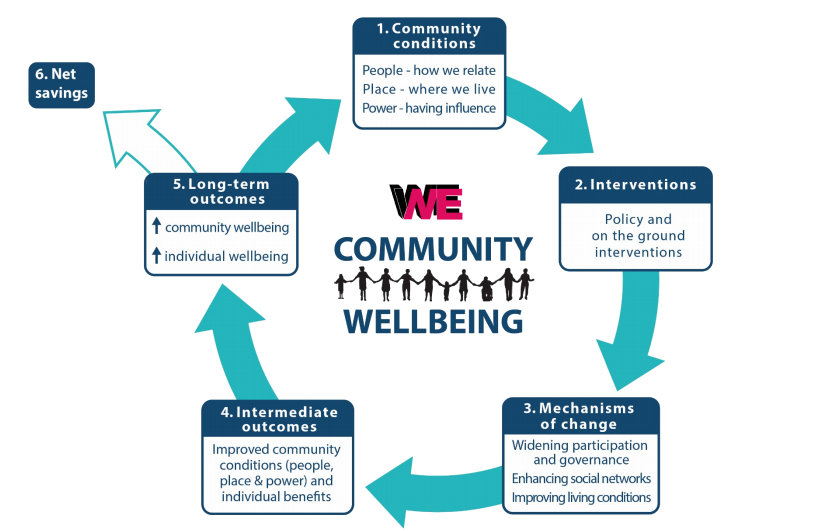 1. Community
conditions
People - how we relate
Place - where we live
Power - having influence
2. Interventions
Policy and
on the ground
interventions
3. Mechanisms
of change
Widening participation
and governance
Enhancing social networks
Improving living conditions
4. Intermediate
outcomes
Improved community
conditions (people,
place & power) and
individual benefits
5. Long-term
outcomes
community wellbeing
individual wellbeing
6. Net
savings
WE
COMMUNITY
WELLBEING